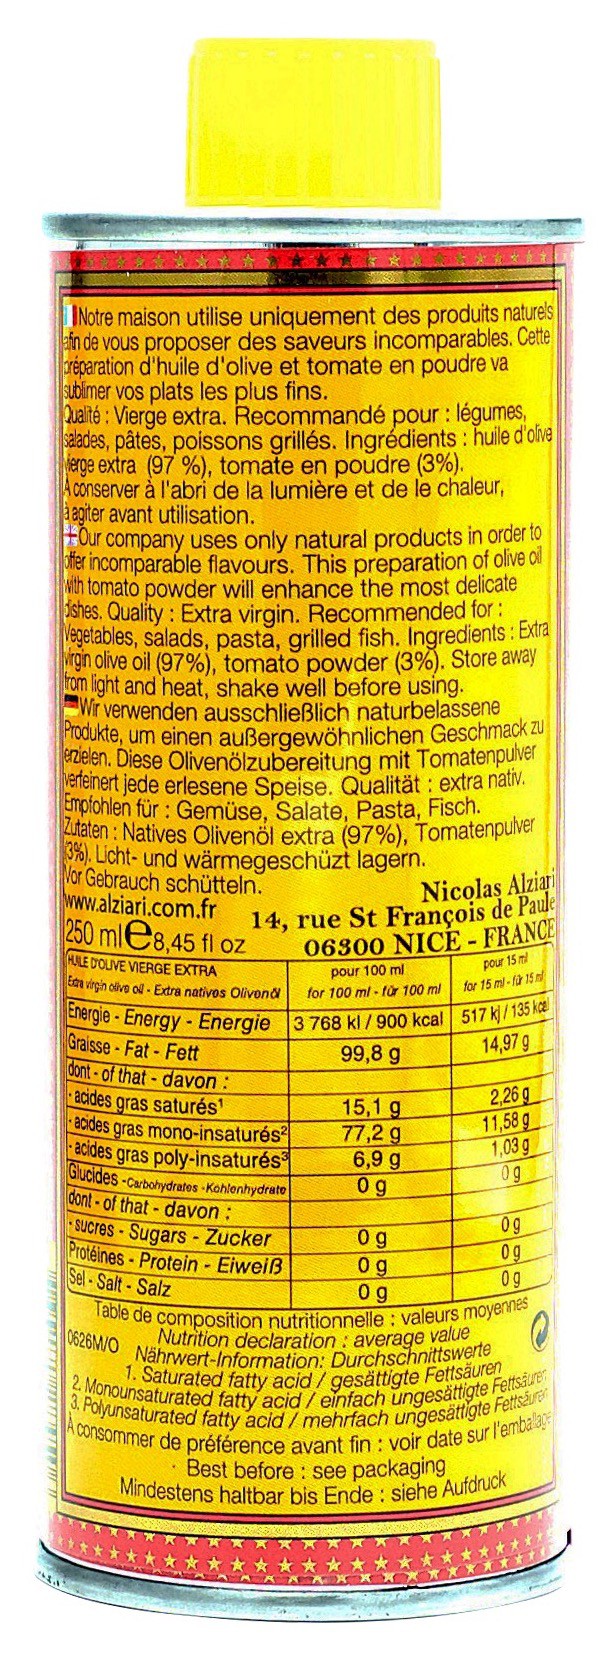 Notre maison utilise uniquement des produits naturels
afin de vous proposer des saveurs incomparables. Cette
préparation d'huile d'olive et tomate en poudre va
sublimer vos plats les plus fins.
Qualité : Vierge extra. Recommandé pour : légumes,
salades, pâtes, poissons grillés. Ingrédients : huile d'olive
vierge extra (97 %), tomate en poudre (3%).
A conserver à l'abri de la lumière et de le chaleur,
à agiter avant utilisation.
Our company uses only natural products in order to
offer incomparable flavours. This preparation of olive oil
with tomato powder will enhance the most delicate
dishes. Quality : Extra virgin. Recommended for :
Vegetables, salads, pasta, grilled fish. Ingredients : Extra
virgin olive oil (97%), tomato powder (3%). Store away
from light and heat, shake well before using.
Wir verwenden ausschließlich naturbelassene
Produkte, um einen außergewöhnlichen Geschmack zu
erzielen. Diese Olivenölzubereitung mit Tomatenpulver
verfeinert jede erlesene Speise. Qualität : extra nativ.
Empfohlen für : Gemüse, Salate, Pasta, Fisch.
Zutaten : Natives Olivenöl extra (97%), Tomatenpulver
(3%). Licht- und wärmegeschüzt lagern.
Vor Gebrauch schütteln.
Nicolas Alziari
www.alziari.com.fr
14, rue St François de Paule
250 ml e 8,45 fl oz
06300 NICE - FRANCE
HUILE D'OLIVE VIERGE EXTRA pour 100 ml pour 15 ml
Extra virgin olive oil - Extra natives Olivenöl for 100 ml - für 100 ml for 15 ml - für 15 ml
Energie - Energy - Energie 3 768 kl / 900 kcal 517 kj / 135 kcal
Graisse - Fat - Fett 99,8 g 14,97 g
dont - of that - davon :
- acides gras saturés¹ 15,1 g 2,26 g
- acides gras mono-insaturés² 77,2 g 11,58 g
- acides gras poly-insaturés³ 6,9 g 1,03 g
Glucides - Carbohydrates - Kohlenhydrate 0 g 0 g
dont - of that - davon :
- sucres - Sugars - Zucker 0 g 0 g
Protéines - Protein - Eiweiß 0 g 0 g
Sel - Salt - Salz 0 g 0 g
Table de composition nutritionnelle : valeurs moyennes
Nutrition declaration : average value
0626M/O
Nährwert-Information: Durchschnittswerte
1. Saturated fatty acid / gesättigte Fettsäuren
2. Monounsaturated fatty acid / einfach ungesättigte Fettsäuren
3. Polyunsaturated fatty acid / mehrfach ungesättigte Fettsäuren
A consommer de préférence avant fin : voir date sur l'emballage
Best before : see packaging
Mindestens haltbar bis Ende : siehe Aufdruck